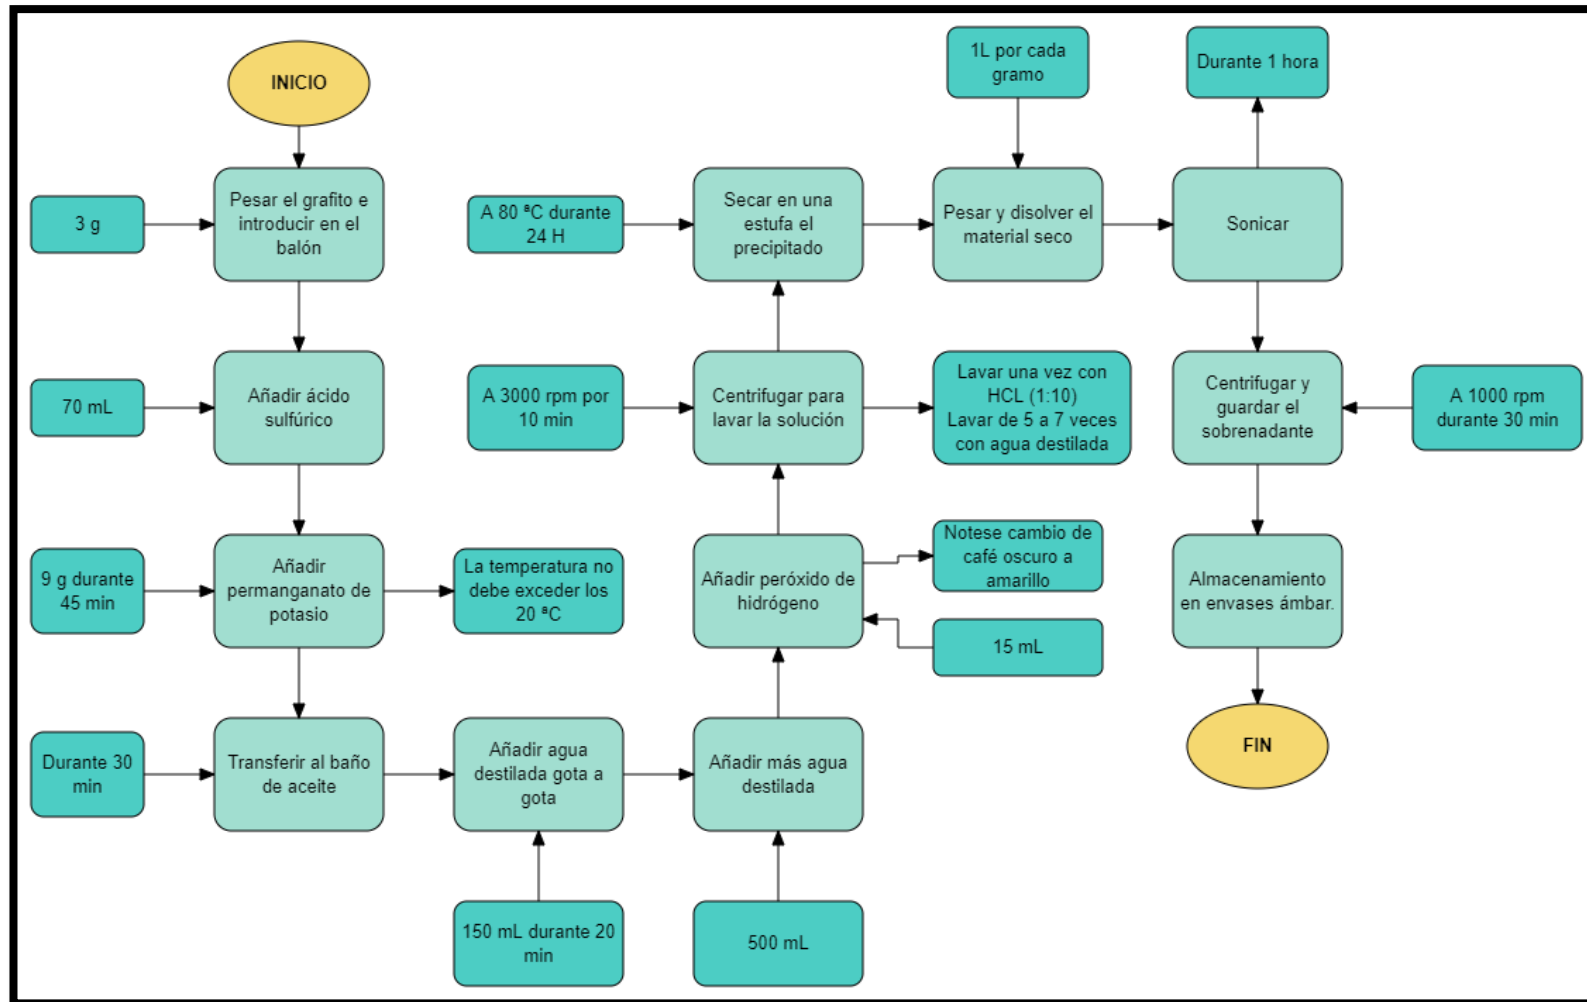 INICIO
3 g
Pesar el grafito e
introducir en el
balón
70 mL
Añadir ácido
sulfúrico
9 g durante
45 min
Añadir
permanganato de
potasio
La temperatura no
debe exceder los
20 ªC
Durante 30
min
Transferir al baño
de aceite
Añadir agua
destilada gota a
gota
150 mL durante 20
min
Añadir más agua
destilada
500 mL
Añadir peróxido de
hidrógeno
Notese cambio de
café oscuro a
amarillo
15 mL
A 3000 rpm por
10 min
Centrifugar para
lavar la solución
Lavar una vez con
HCL (1:10)
Lavar de 5 a 7 veces
con agua destilada
A 80 ªC durante
24 H
Secar en una
estufa el
precipitado
1L por cada
gramo
Pesar y disolver el
material seco
Durante 1 hora
Sonicar
Centrifugar y
guardar el
sobrenadante
A 1000 rpm
durante 30 min
Almacenamiento
en envases ámbar.
FIN